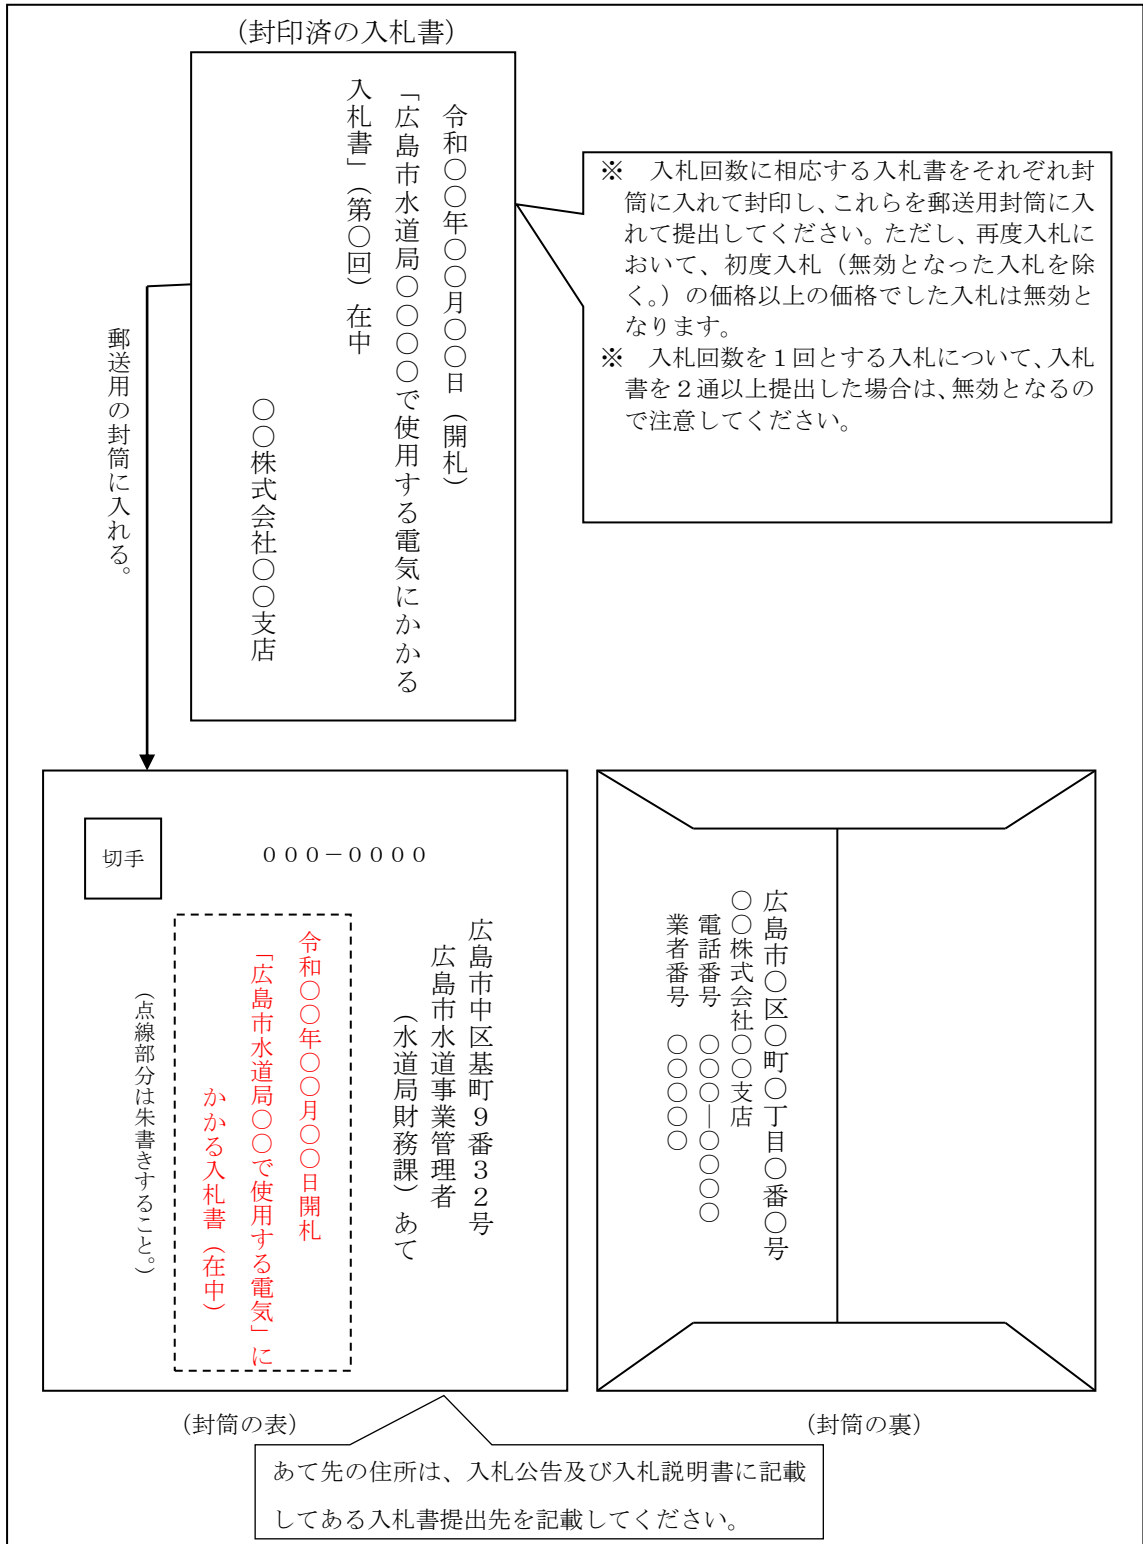 (封印済の入札書)
令和〇〇年〇〇月〇〇日（開札）
「広島市水道局〇〇〇〇で使用する電気にかかる
入札書」（第〇回）在中
〇〇株式会社〇〇支店
※　入札回数に相応する入札書をそれぞれ封
筒に入れて封印し、これらを郵送用封筒に入
れて提出してください。ただし、再度入札に
おいて、初度入札（無効となった入札を除
く。）の価格以上の価格でした入札は無効と
なります。
※　入札回数を１回とする入札について、入札
書を２通以上提出した場合は、無効となるの
で注意してください。
郵送用の封筒に入れる。
切手
０００－００００
広島市中区基町９番３２号
広島市水道事業管理者
（水道局財務課）あて
令和〇〇年〇〇月〇〇日開札
「広島市水道局〇〇で使用する電気」に
かかる入札書（在中）
（点線部分は朱書きすること。）
(封筒の表)
広島市〇区〇町〇丁目〇番〇号
〇〇株式会社〇〇支店
電話番号　〇〇〇―〇〇〇〇
業者番号　〇〇〇〇〇
(封筒の裏)
あて先の住所は、入札公告及び入札説明書に記載
してある入札書提出先を記載してください。